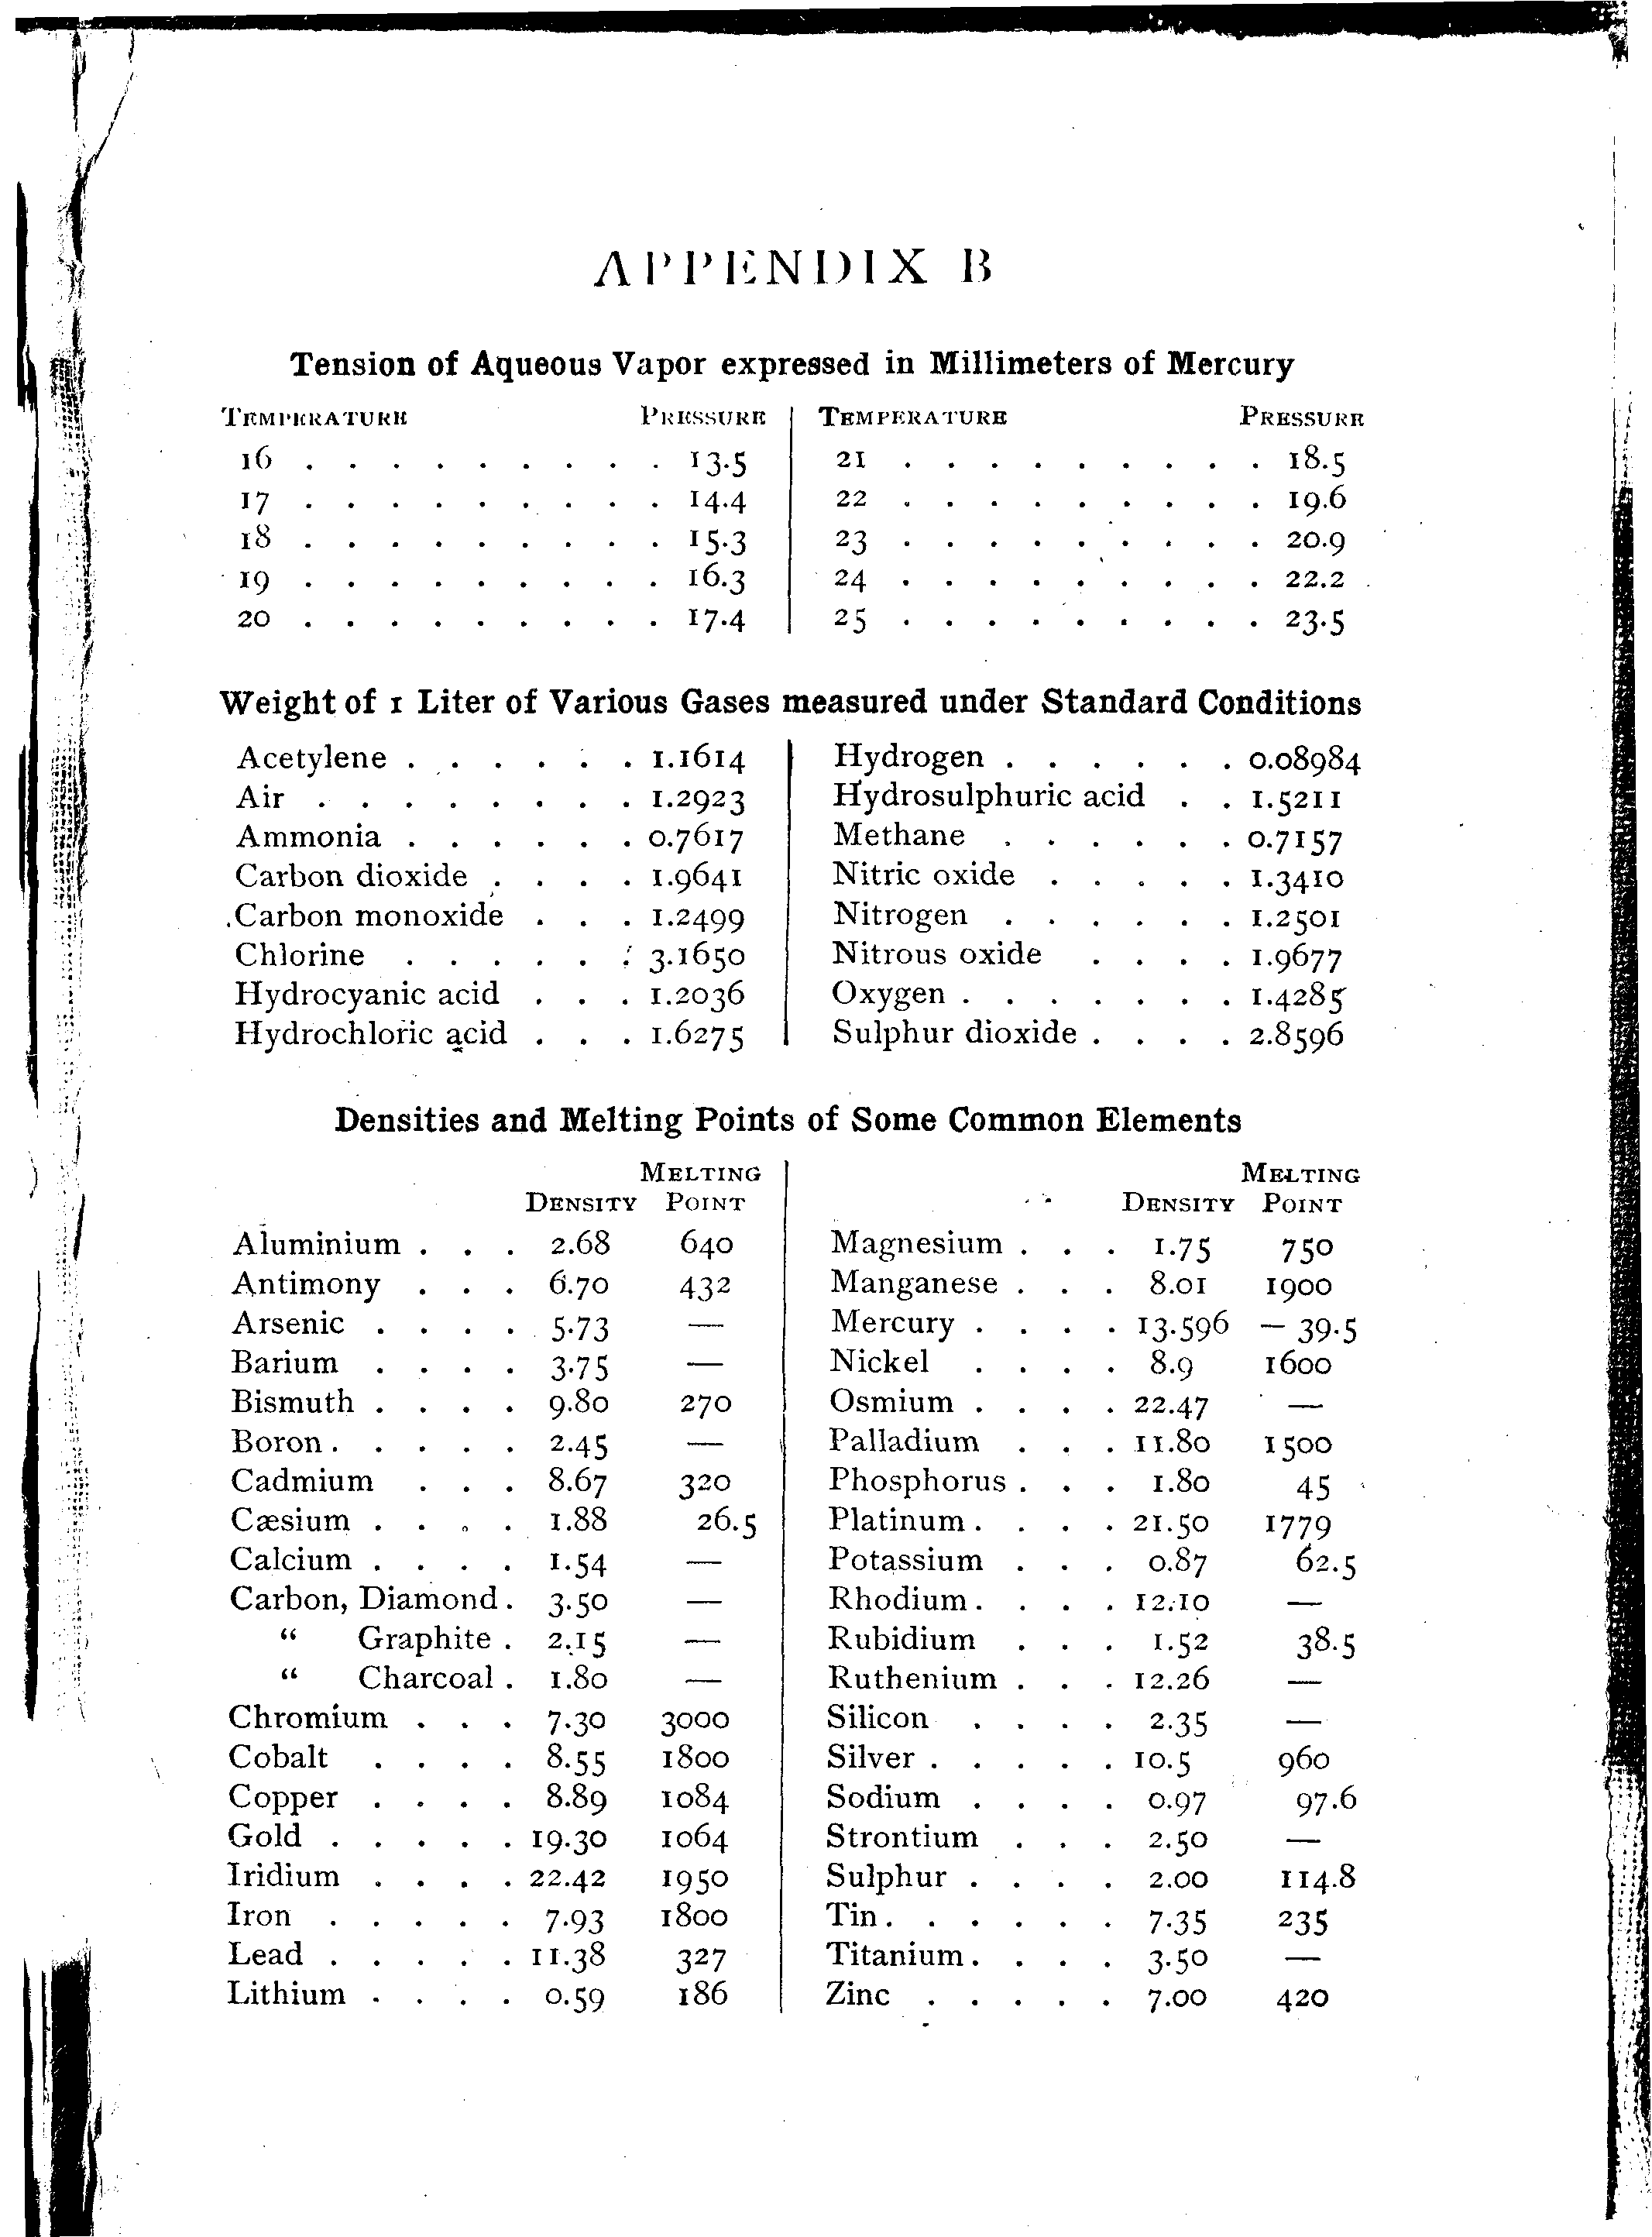 APPENDIX B
Tension of Aqueous Vapor expressed in Millimeters of Mercury
TEMPERATURE PRESSURE TEMPERATURE PRESSURE
16 . . . . . . . . . 13.5 21 . . . . . . . . . 18.5
17 . . . . . . . . . 14.4 22 . . . . . . . . . 19.6
18 . . . . . . . . . 15.3 23 . . . . . . . . . 20.9
19 . . . . . . . . . 16.3 24 . . . . . . . . . 22.2
20 . . . . . . . . . 17.4 25 . . . . . . . . . 23.5
Weight of 1 Liter of Various Gases measured under Standard Conditions
Acetylene . . . . . . 1.1614 Hydrogen . . . . . . 0.08984
Air . . . . . . . . 1.2923 Hydrosulphuric acid . . 1.5211
Ammonia . . . . . . 0.7617 Methane . . . . . . 0.7157
Carbon dioxide . . . . 1.9641 Nitric oxide . . . . . 1.3410
Carbon monoxide . . . 1.2499 Nitrogen . . . . . . 1.2501
Chlorine . . . . . . 3.1650 Nitrous oxide . . . . 1.9677
Hydrocyanic acid . . . 1.2036 Oxygen . . . . . . . 1.4285
Hydrochloric acid . . . 1.6275 Sulphur dioxide . . . . 2.8596
Densities and Melting Points of Some Common Elements
MELTING MELTING
DENSITY POINT DENSITY POINT
Aluminium . . . 2.68 640 Magnesium . . . 1.75 750
Antimony . . . 6.70 432 Manganese . . . 8.01 1900
Arsenic . . . . 5.73 — Mercury . . . . 13.596 — 39.5
Barium . . . . 3.75 — Nickel . . . . 8.9 1600
Bismuth . . . . 9.80 270 Osmium . . . . 22.47 —
Boron . . . . . 2.45 — Palladium . . . 11.80 1500
Cadmium . . . 8.67 320 Phosphorus . . . 1.80 45
Cæsium . . . . 1.88 26.5 Platinum . . . . 21.50 1779
Calcium . . . . 1.54 — Potassium . . . 0.87 62.5
Carbon, Diamond . 3.50 — Rhodium . . . . 12.10 —
“ Graphite . 2.15 — Rubidium . . . 1.52 38.5
“ Charcoal . 1.80 — Ruthenium . . . 12.26 —
Chromium . . . 7.30 3000 Silicon . . . . 2.35 —
Cobalt . . . . 8.55 1800 Silver . . . . . 10.5 960
Copper . . . . 8.89 1084 Sodium . . . . 0.97 97.6
Gold . . . . . 19.30 1064 Strontium . . . 2.50 —
Iridium . . . . 22.42 1950 Sulphur . . . . 2.00 114.8
Iron . . . . . 7.93 1800 Tin . . . . . . 7.35 235
Lead . . . . . 11.38 327 Titanium . . . . 3.50 —
Lithium . . . . 0.59 186 Zinc . . . . . 7.00 420